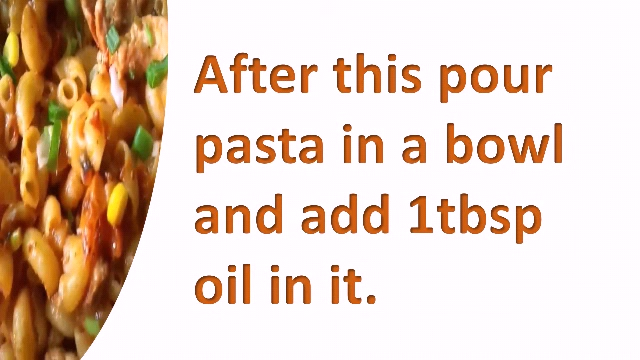 After this pour
pasta in a bowl
and add 1tbsp
oil in it.